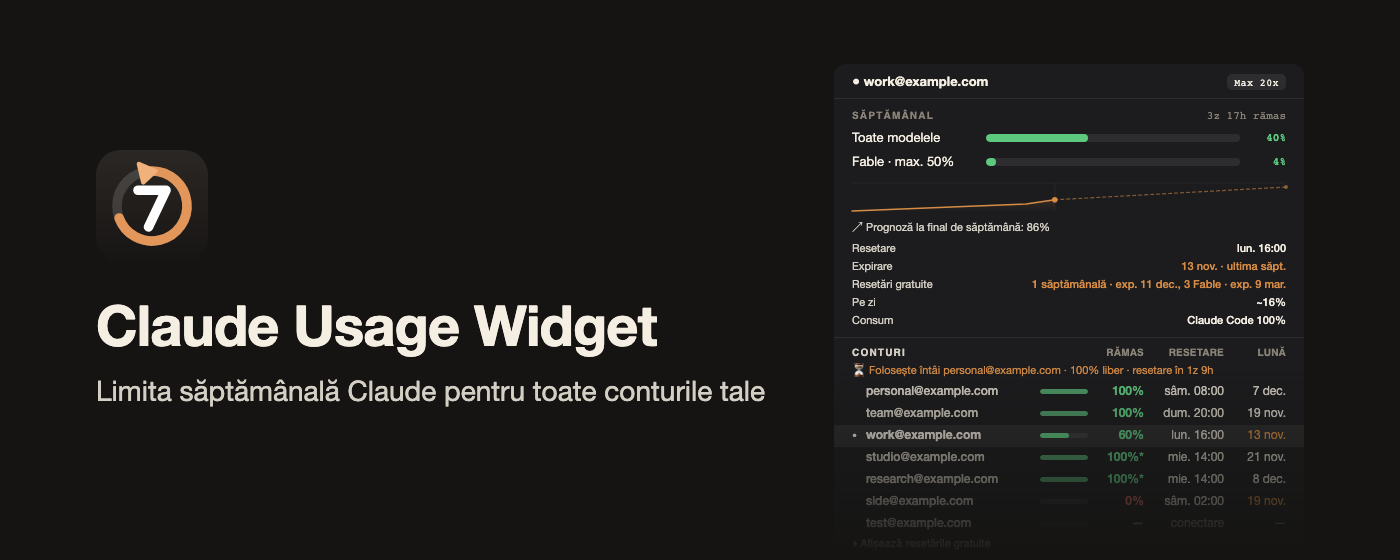 7
Claude Usage Widget
Limita săptămânală Claude pentru toate conturile tale
work@example.com Max 20x
SĂPTĂMÂNAL 3z 17h rămas
Toate modelele 40%
Fable · max. 50% 4%
↗ Prognoză la final de săptămână: 86%
Resetare lun. 16:00
Expirare 13 nov. · ultima săpt.
Resetări gratuite 1 săptămânală · exp. 11 dec., 3 Fable · exp. 9 mar.
Pe zi ~16%
Consum Claude Code 100%
CONTURI RĂMAS RESETARE LUNĂ
⏳ Folosește întâi personal@example.com · 100% liber · resetare în 1z 9h
personal@example.com 100% sâm. 08:00 7 dec.
team@example.com 100% dum. 20:00 19 nov.
• work@example.com 60% lun. 16:00 13 nov.
studio@example.com 100%* mie. 14:00 21 nov.
research@example.com 100%* mie. 14:00 8 dec.
side@example.com 0% sâm. 02:00 19 nov.
test@example.com — conectare —
Afișează resetările gratuite